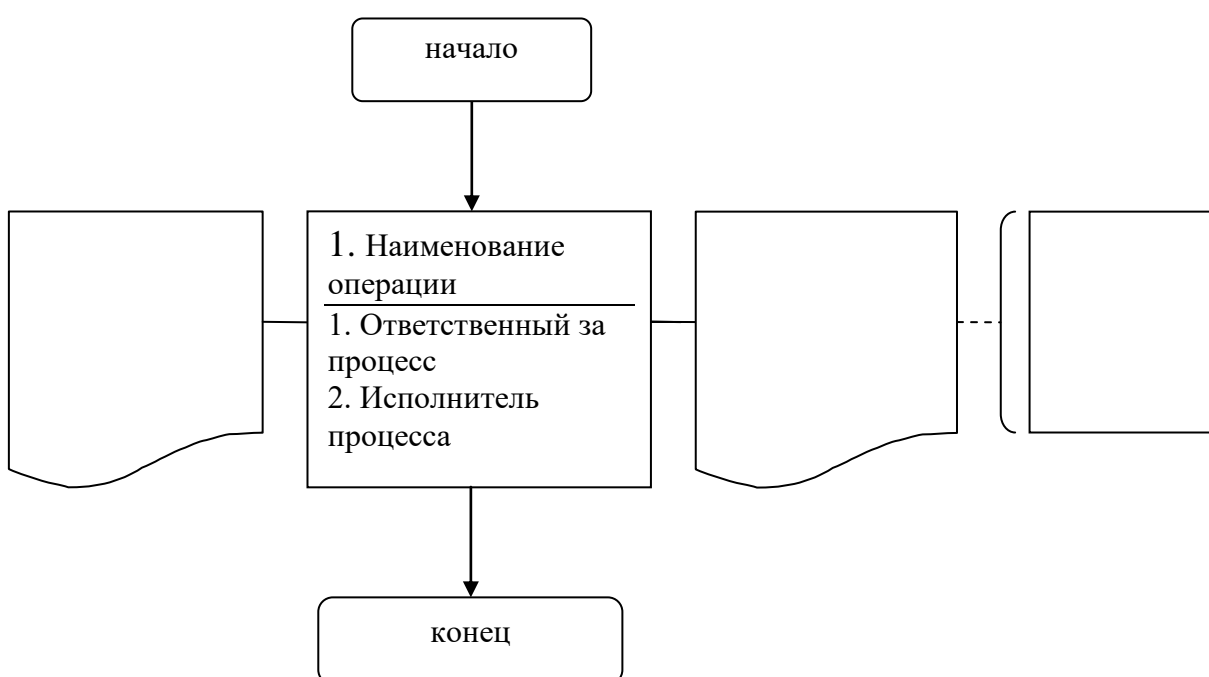 начало
1. Наименование
операции
1. Ответственный за
процесс
2. Исполнитель
процесса
конец